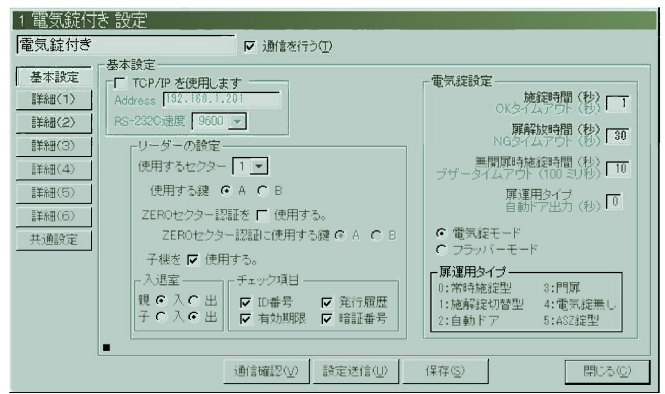 1 電気錠付き 設定
電気錠付き
通信を行う(T)
基本設定
詳細(1)
詳細(2)
詳細(3)
詳細(4)
詳細(5)
詳細(6)
共通設定
基本設定
TCP/IP を使用します
Address 192.168.1.201
RS-232C速度 9600
リーダーの設定
使用するセクター 1
使用する鍵 A B
ZEROセクター認証を 使用する。
ZEROセクター認証に使用する鍵 A B
子機を 使用する。
入退室
親 入 出
子 入 出
チェック項目
ID番号 発行履歴
有効期限 暗証番号
電気錠設定
施錠時間 (秒) 1
OKタイムアウト (秒)
扉解放時間 (秒) 30
NGタイムアウト (秒)
無開扉時施錠時間 (秒) 10
ブザータイムアウト (100 ミリ秒)
扉運用タイプ 0
自動ドア出力 (秒)
電気錠モード
フラッパーモード
扉運用タイプ
0:常時施錠型 3:門扉
1:施解錠切替型 4:電気錠無し
2:自動ドア 5:ASZ錠型
通信確認(V)
設定送信(U)
保存(S)
閉じる(C)